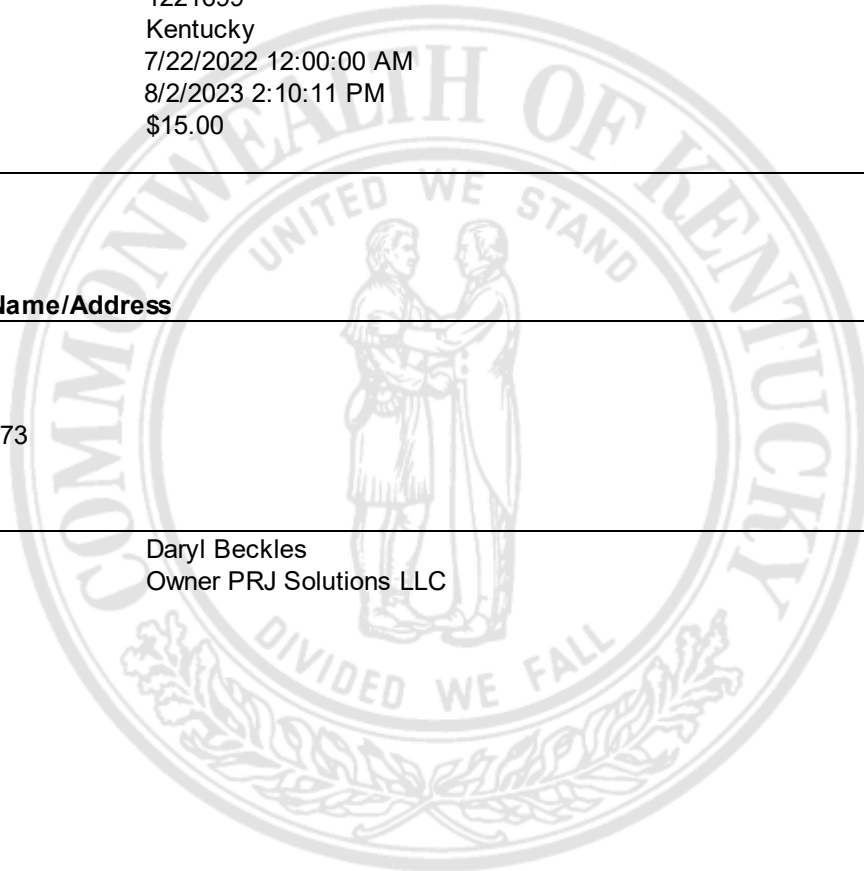 Kentucky
7/22/2022 12:00:00 AM
8/2/2023 2:10:11 PM
$15.00
COMMONWEALTH OF KENTUCKY
UNITED WE STAND
Name/Address
73
Daryl Beckles
Owner PRJ Solutions LLC
DIVIDED WE FALL